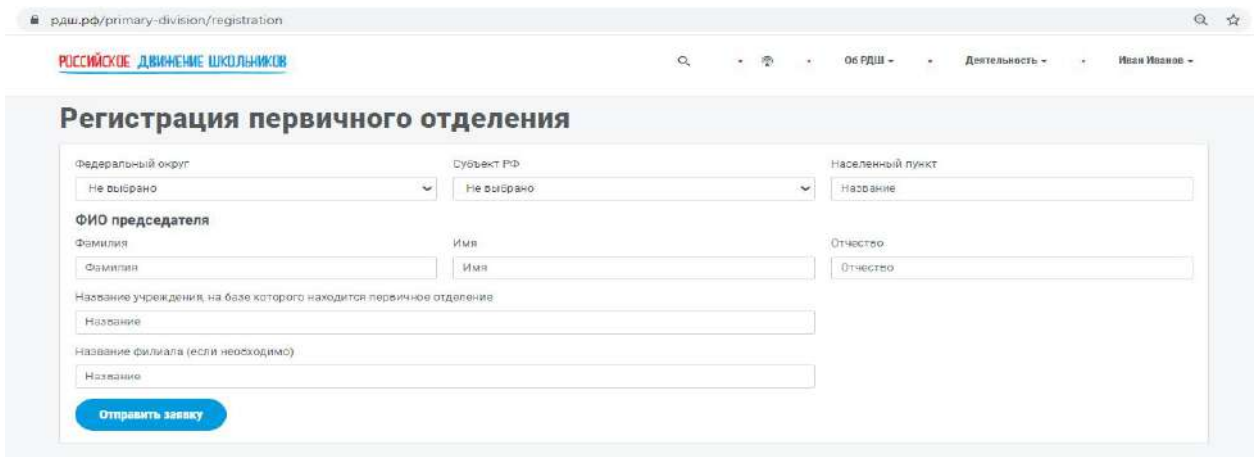 рдш.рф/primary-division/registration
РОССИЙСКОЕ ДВИЖЕНИЕ ШКОЛЬНИКОВ Об РДШ Деятельность Иван Иванов
Регистрация первичного отделения
Федеральный округ Субъект РФ Населенный пункт
Не выбрано Не выбрано Название
ФИО председателя
Фамилия Имя Отчество
Фамилия Имя Отчество
Название учреждения, на базе которого находится первичное отделение
Название
Название филиала (если необходимо)
Название
Отправить заявку